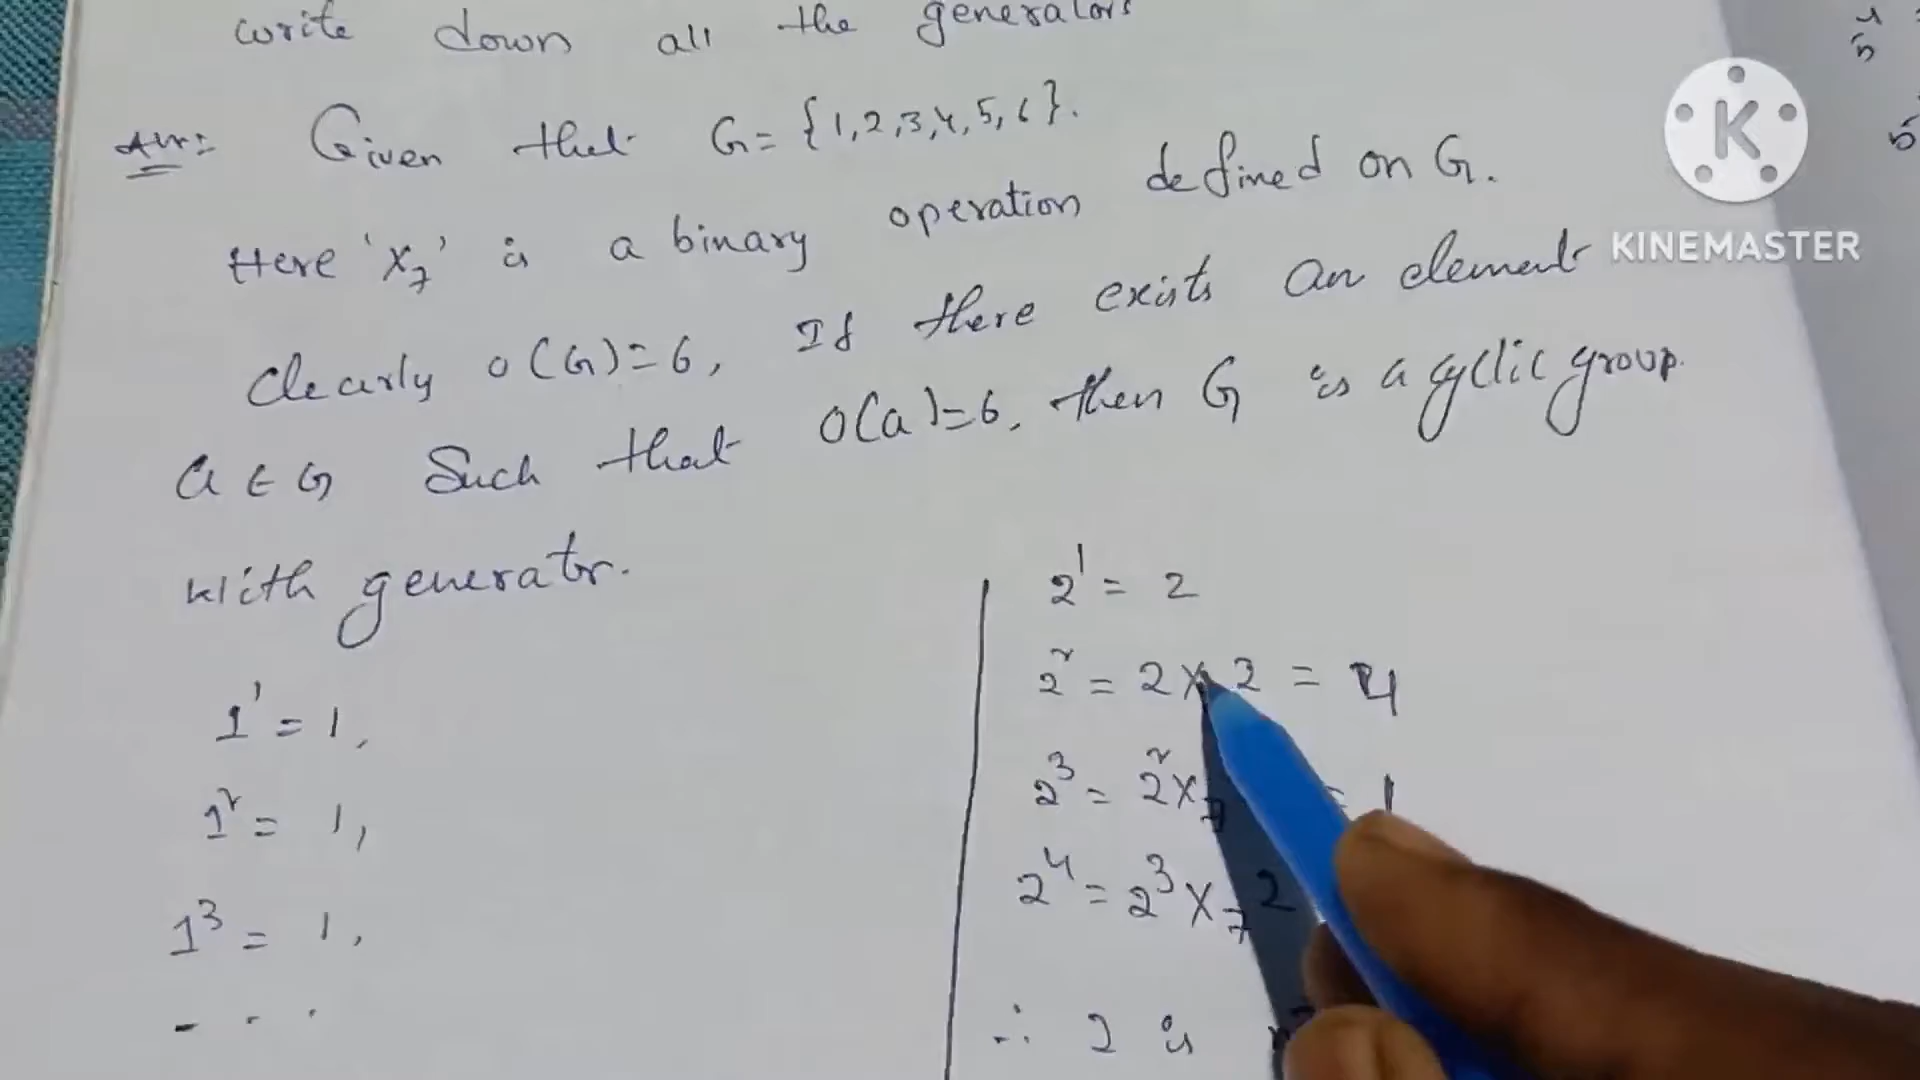 write down all the generators
Ans:- Given that G = {1,2,3,4,5,6}.
Here 'x₇' is a binary operation defined on G.
Clearly O(G)=6, If there exists an element
a ∈ G Such that O(a)=6, then G is a cyclic group
with generator.
1¹ = 1,
1² = 1,
1³ = 1,
- - -
2¹ = 2
2² = 2 x 2 = 4
2³ = 2² x₇ = 1
2⁴ = 2³ x₇ 2
∴ 2 is
K
KINEMASTER